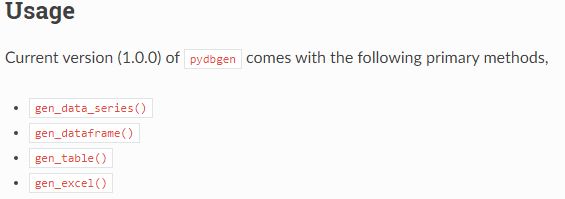 Usage
Current version (1.0.0) of pydbgen comes with the following primary methods,
• gen_data_series()
• gen_dataframe()
• gen_table()
• gen_excel()